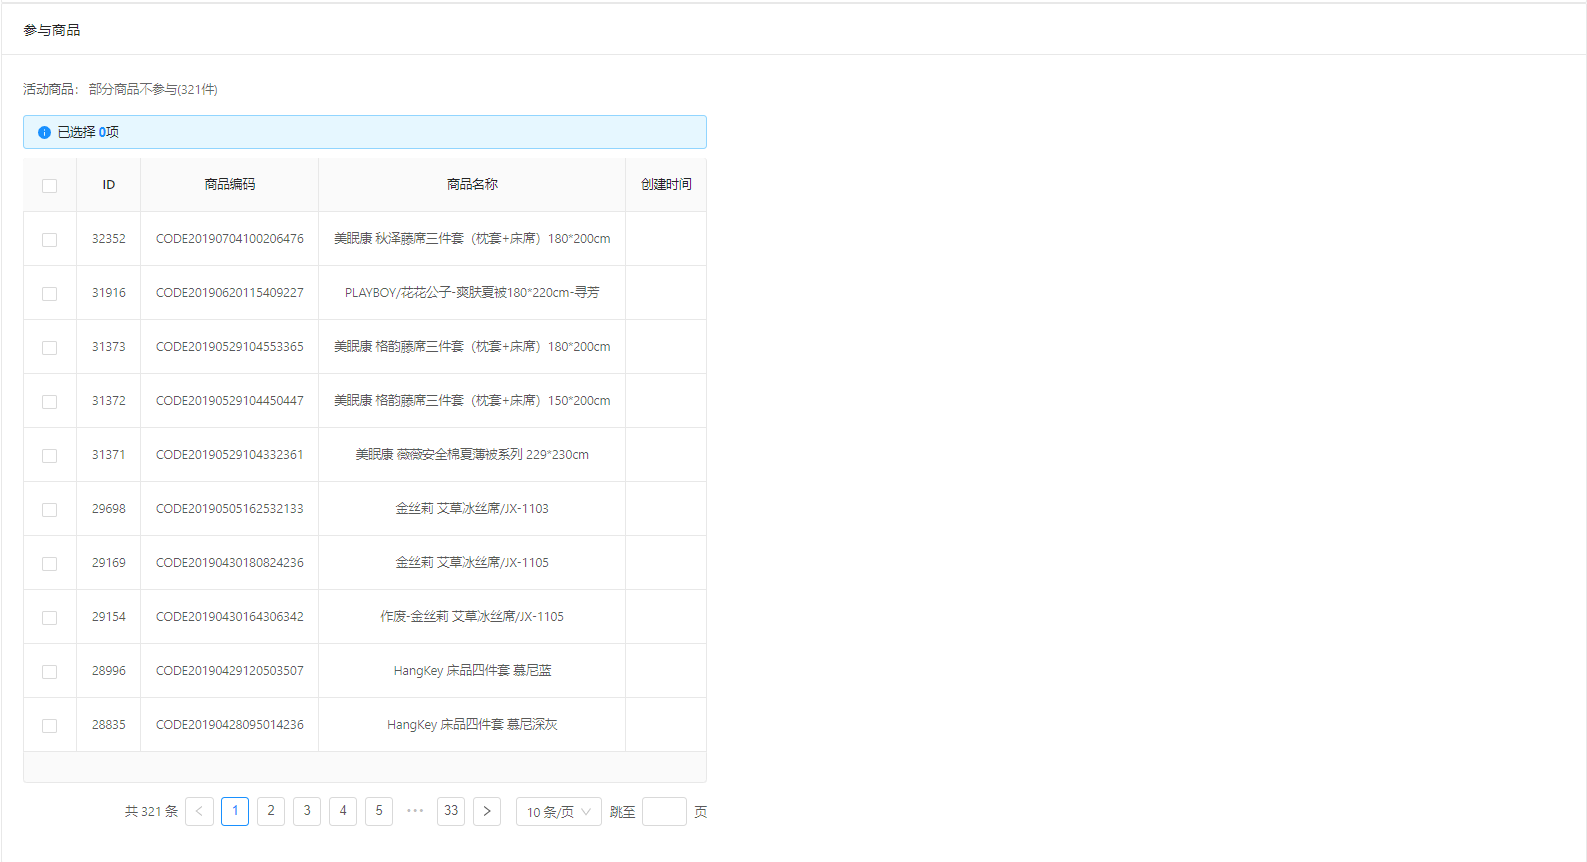 参与商品
活动商品： 部分商品不参与(321件)
已选择 0项
ID 商品编码 商品名称 创建时间
32352 CODE20190704100206476 美眠康 秋泽藤席三件套（枕套+床席）180*200cm
31916 CODE20190620115409227 PLAYBOY/花花公子-爽肤夏被180*220cm-寻芳
31373 CODE20190529104553365 美眠康 格韵藤席三件套（枕套+床席）180*200cm
31372 CODE20190529104450447 美眠康 格韵藤席三件套（枕套+床席）150*200cm
31371 CODE20190529104332361 美眠康 薇薇安全棉夏薄被系列 229*230cm
29698 CODE20190505162532133 金丝莉 艾草冰丝席/JX-1103
29169 CODE20190430180824236 金丝莉 艾草冰丝席/JX-1105
29154 CODE20190430164306342 作废-金丝莉 艾草冰丝席/JX-1105
28996 CODE20190429120503507 HangKey 床品四件套 慕尼蓝
28835 CODE20190428095014236 HangKey 床品四件套 慕尼深灰
共 321 条 < 1 2 3 4 5 ••• 33 > 10 条/页 跳至 页